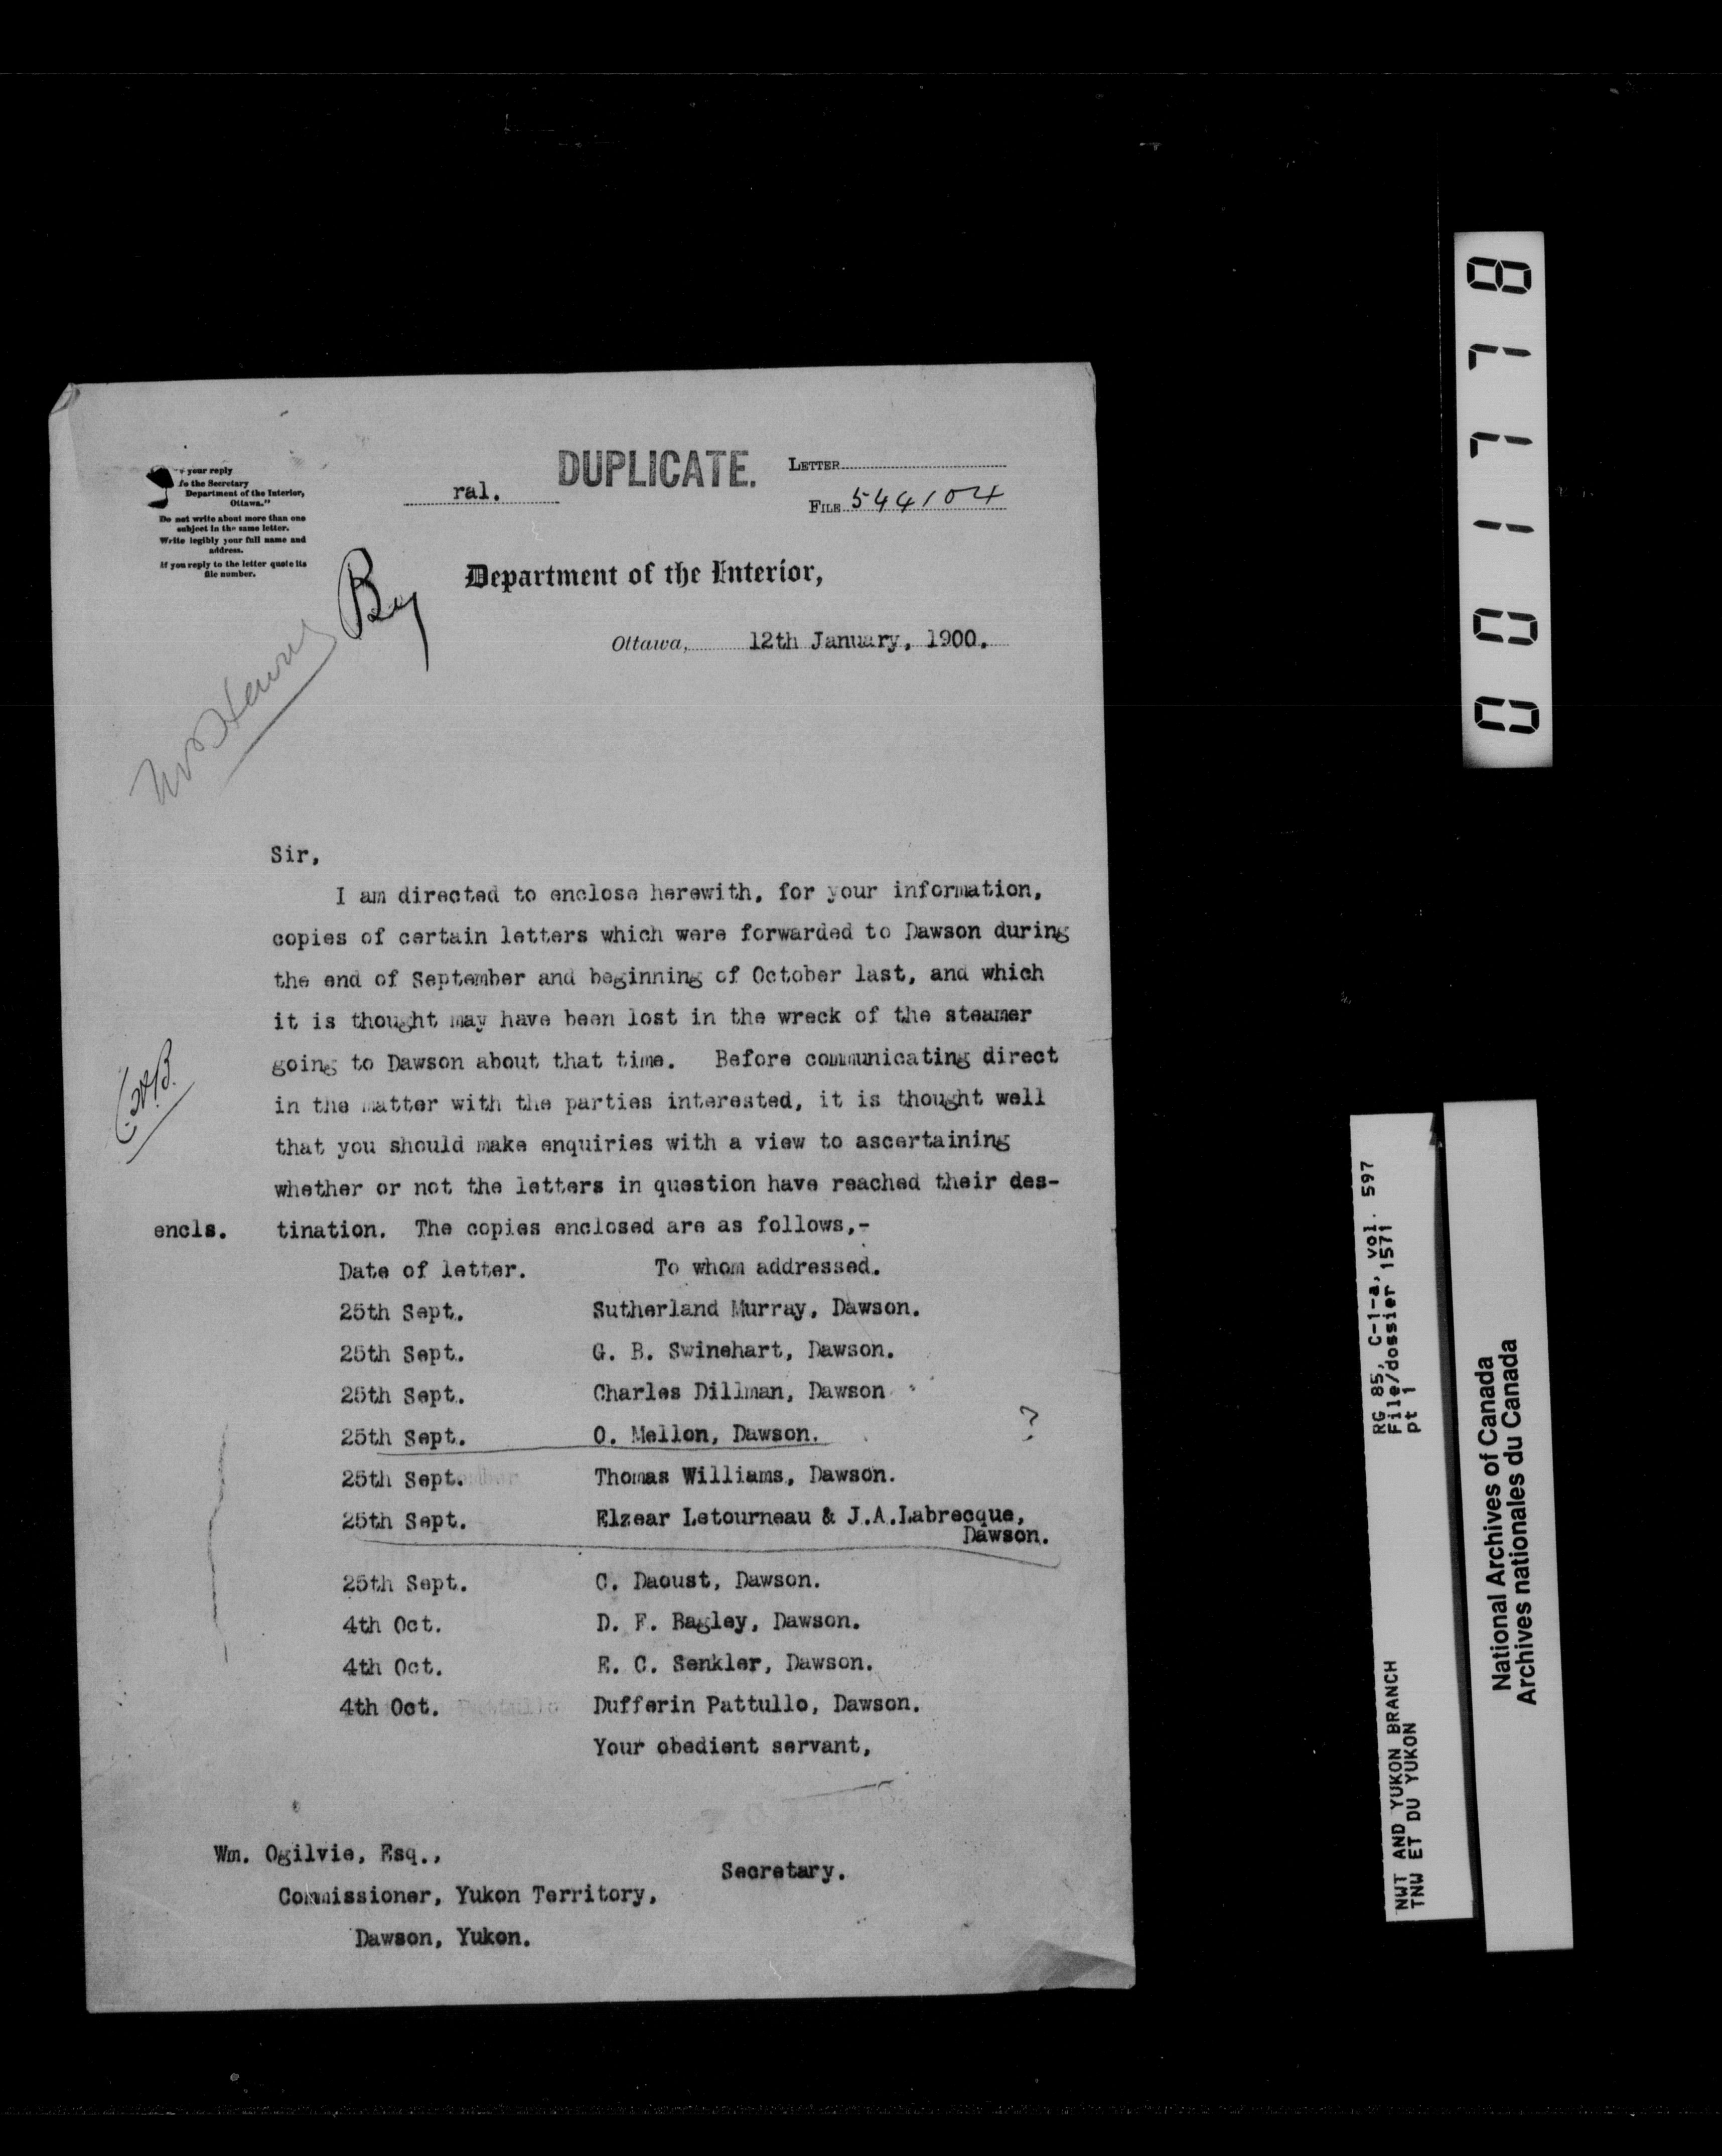 your reply
to the Secretary
Department of the Interior,
Ottawa."
Do not write about more than one
subject in the same letter.
Write legibly your full name and
address.
If you reply to the letter quote its
file number.
ral.
DUPLICATE.
LETTER
FILE 544104
By
Department of the Interior,
Ottawa, 12th January, 1900.
Sir,
I am directed to enclose herewith, for your information,
copies of certain letters which were forwarded to Dawson during
the end of September and beginning of October last, and which
it is thought may have been lost in the wreck of the steamer
going to Dawson about that time. Before communicating direct
in the matter with the parties interested, it is thought well
that you should make enquiries with a view to ascertaining
whether or not the letters in question have reached their des-
encls. tination. The copies enclosed are as follows,-
Date of letter. To whom addressed.
25th Sept. Sutherland Murray, Dawson.
25th Sept. G. B. Swinehart, Dawson.
25th Sept. Charles Dillman, Dawson
25th Sept. O. Mellon, Dawson. ?
25th Sept. Thomas Williams, Dawson.
25th Sept. Elzear Letourneau & J.A.Labrecque,
Dawson.
25th Sept. C. Daoust, Dawson.
4th Oct. D. F. Bagley, Dawson.
4th Oct. E. C. Senkler, Dawson.
4th Oct. Dufferin Pattullo, Dawson.
Your obedient servant,
Secretary.
Wm. Ogilvie, Esq.,
Commissioner, Yukon Territory,
Dawson, Yukon.
001778
RG 85, C-1-a, vol. 597
File/dossier 1571
pt 1
NWT AND YUKON BRANCH
TNW ET DU YUKON
National Archives of Canada
Archives nationales du Canada